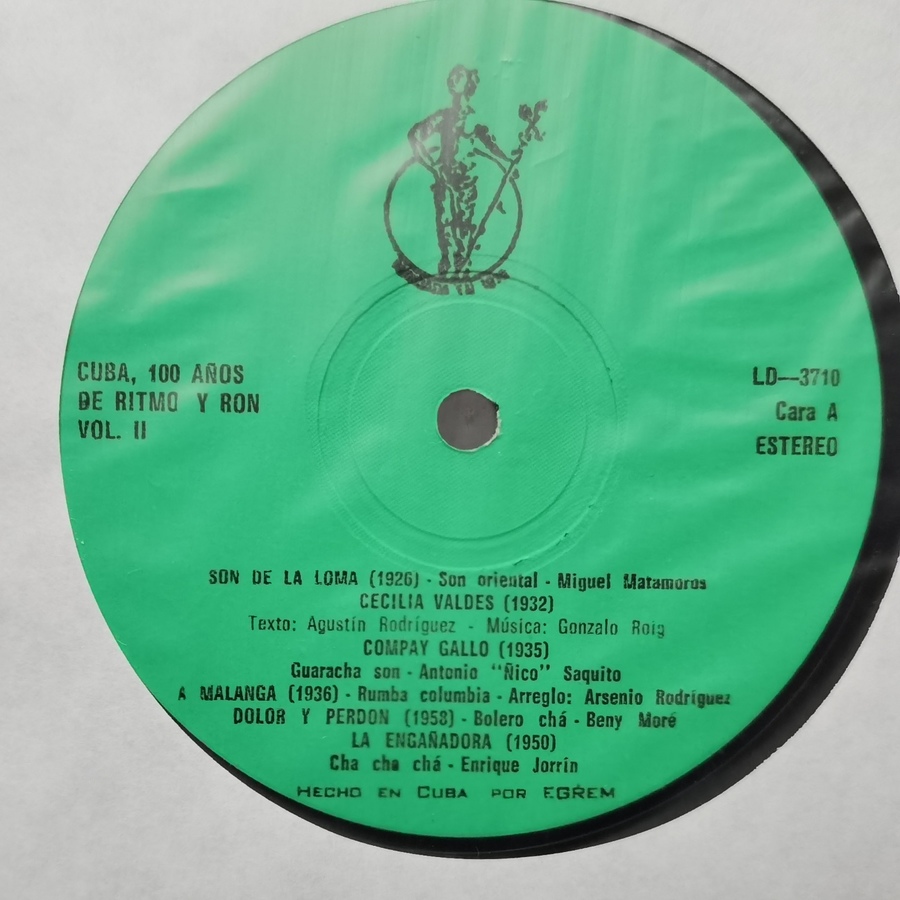 CUBA, 100 AÑOS
DE RITMO Y RON
VOL. II
LD—3710
Cara A
ESTEREO
SON DE LA LOMA (1926) - Son oriental - Miguel Matamoros
CECILIA VALDES (1932)
Texto: Agustín Rodríguez - Música: Gonzalo Roig
COMPAY GALLO (1935)
Guaracha son - Antonio "Ñico" Saquito
A MALANGA (1936) - Rumba columbia - Arreglo: Arsenio Rodríguez
DOLOR Y PERDON (1958) - Bolero chá - Beny Moré
LA ENGAÑADORA (1950)
Cha cha chá - Enrique Jorrín
HECHO EN CUBA POR EGREM